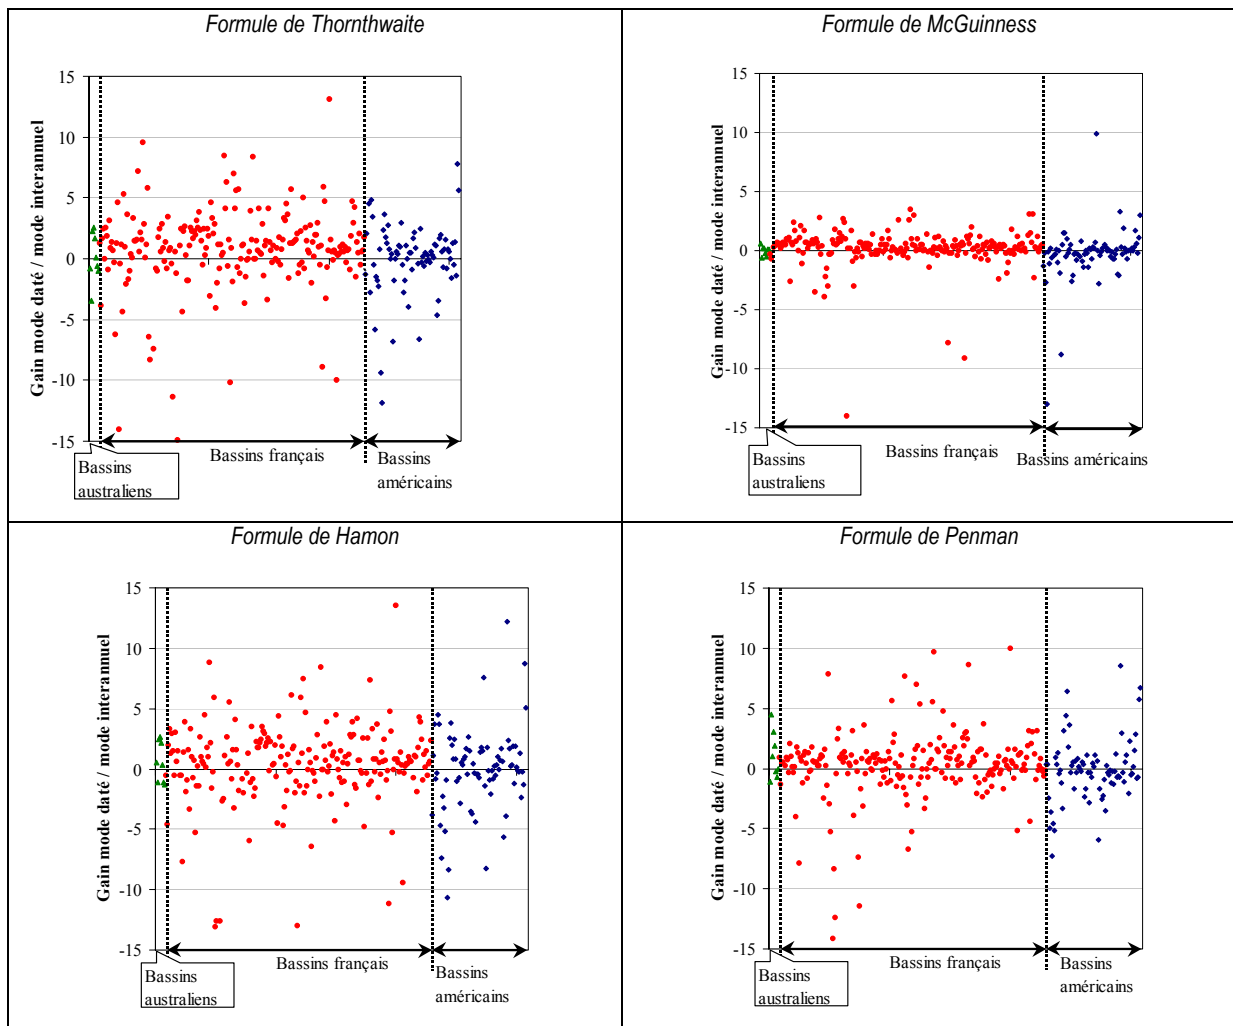 Formule de Thornthwaite
15
10
5
0
-5
-10
-15
Gain mode daté / mode interannuel
Bassins
australiens
Bassins français
Bassins
américains
Formule de McGuinness
15
10
5
0
-5
-10
-15
Gain mode daté / mode interannuel
Bassins
australiens
Bassins français
Bassins américains
Formule de Hamon
15
10
5
0
-5
-10
-15
Gain mode daté / mode interannuel
Bassins
australiens
Bassins français
Bassins
américains
Formule de Penman
15
10
5
0
-5
-10
-15
Gain mode daté / mode interannuel
Bassins
australiens
Bassins français
Bassins
américains